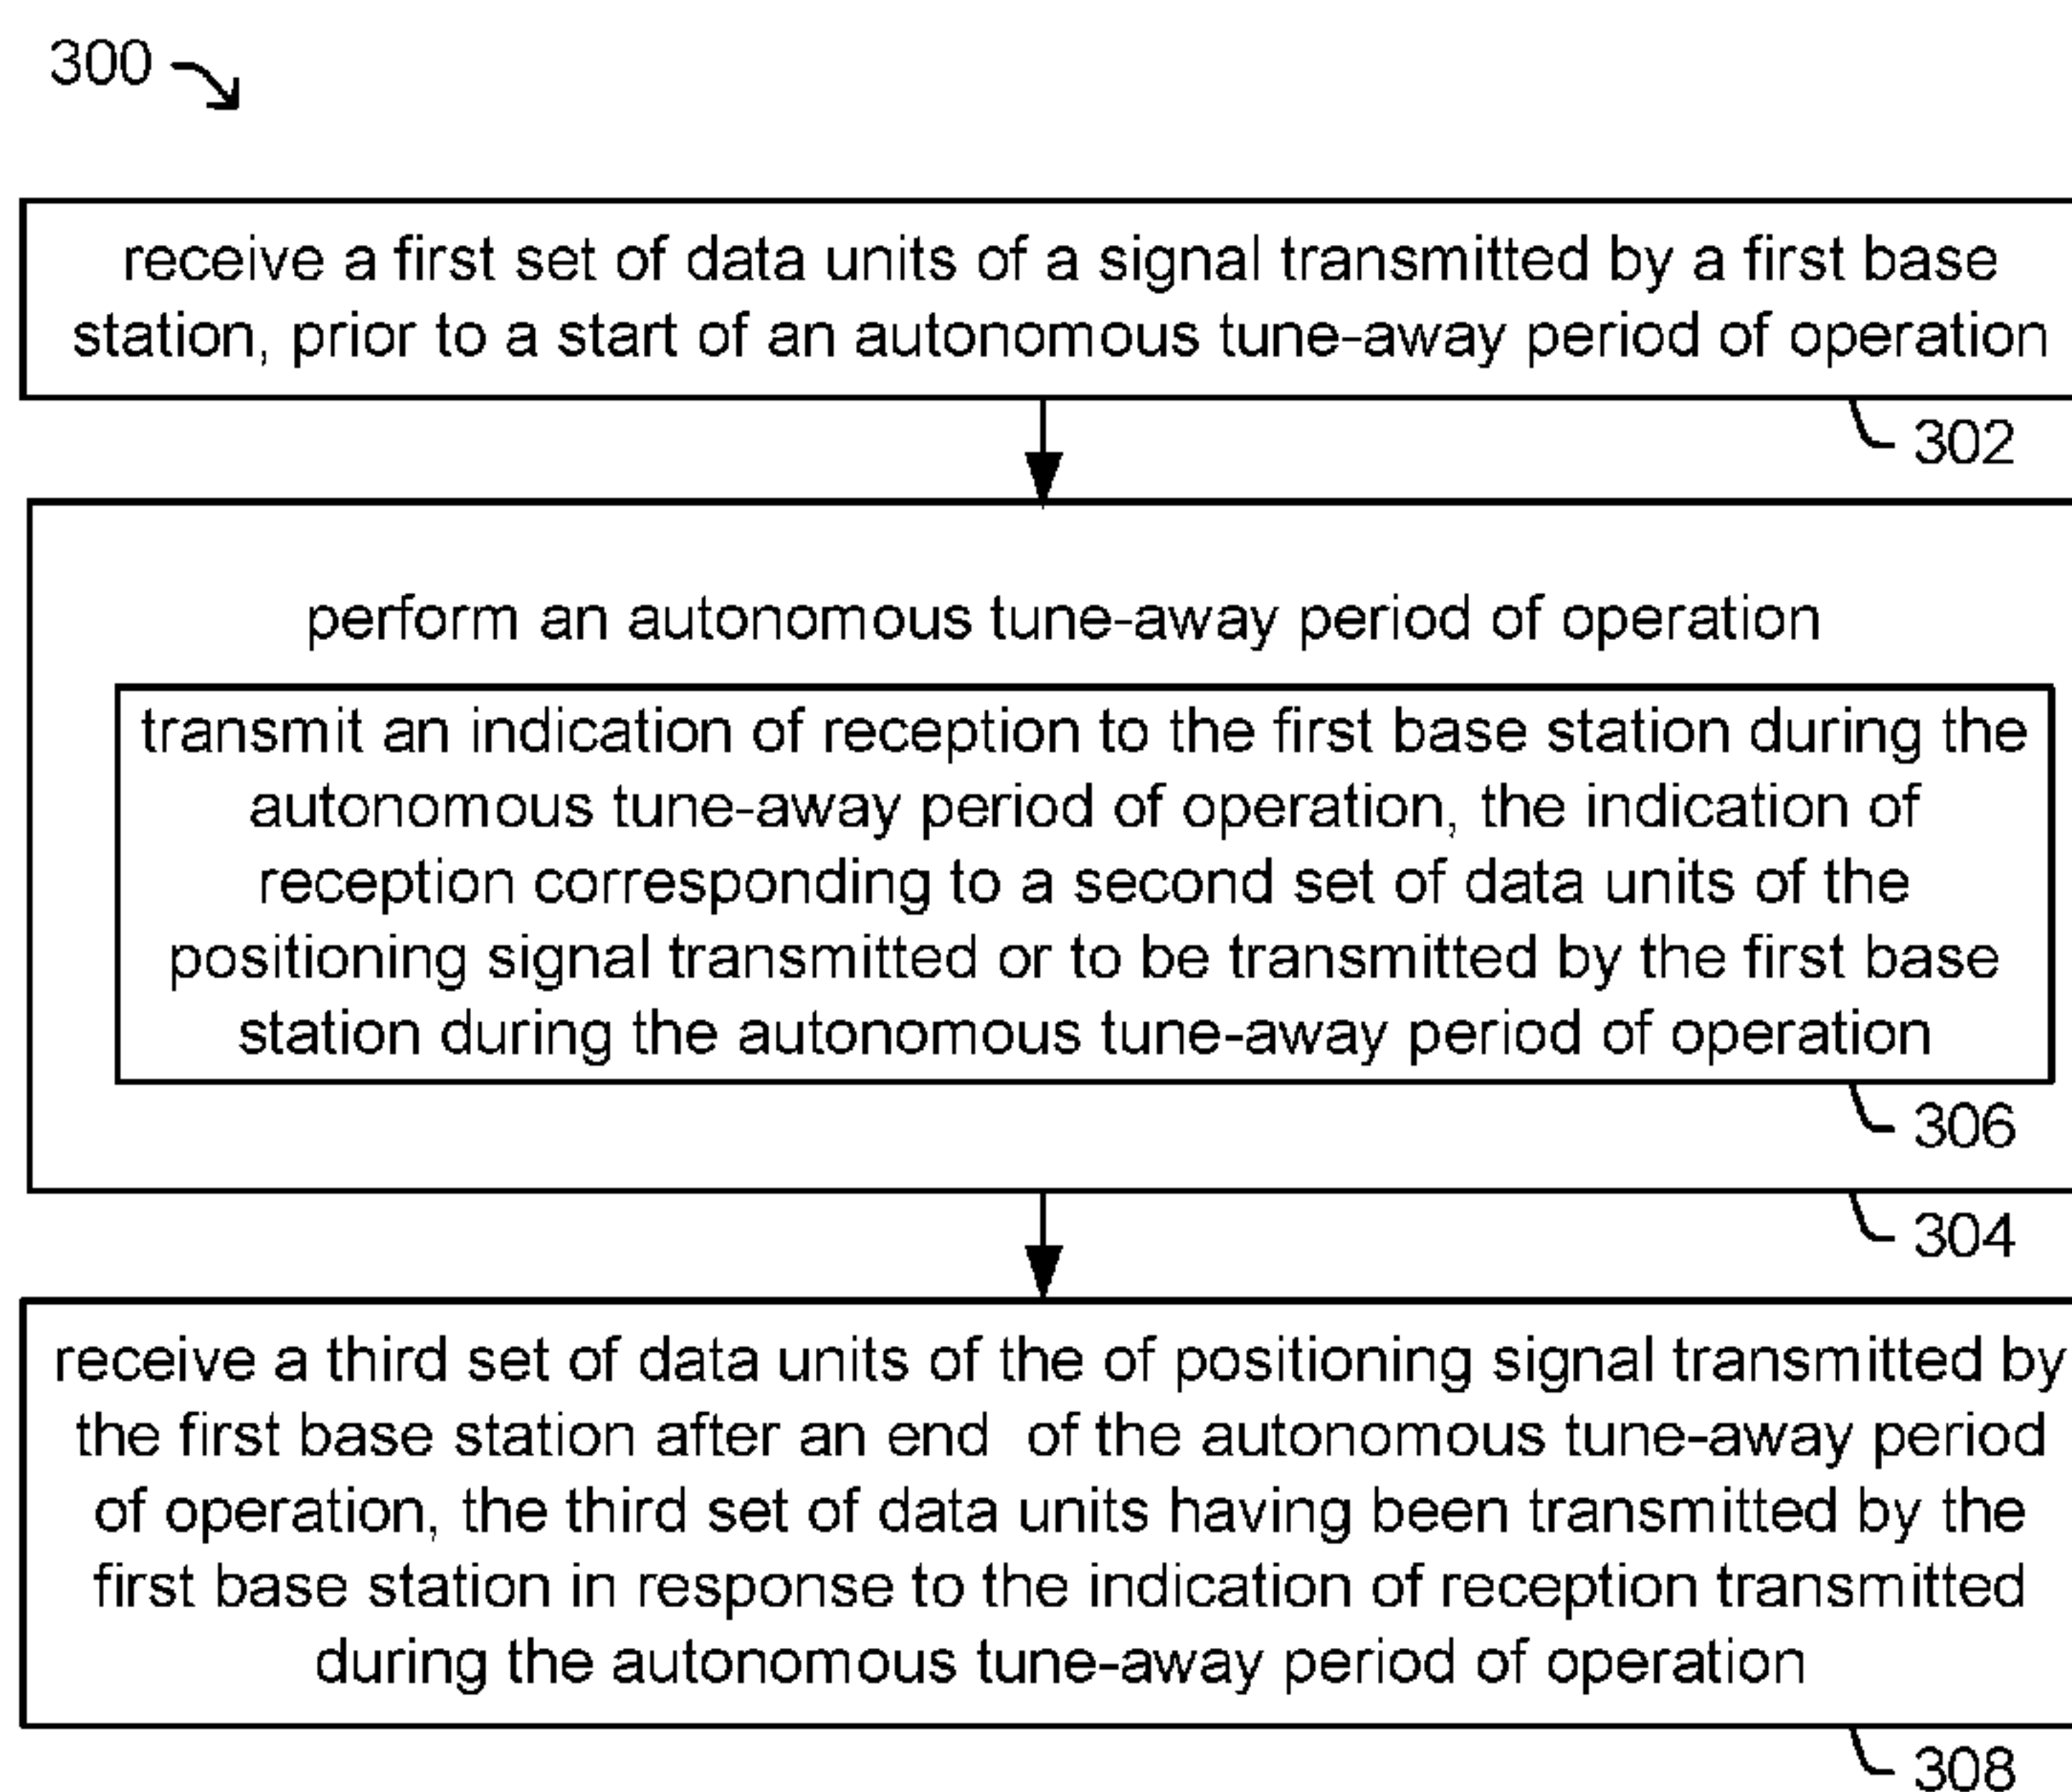 300
receive a first set of data units of a signal transmitted by a first base
station, prior to a start of an autonomous tune-away period of operation
302
perform an autonomous tune-away period of operation
transmit an indication of reception to the first base station during the
autonomous tune-away period of operation, the indication of
reception corresponding to a second set of data units of the
positioning signal transmitted or to be transmitted by the first base
station during the autonomous tune-away period of operation
306
304
receive a third set of data units of the of positioning signal transmitted by
the first base station after an end of the autonomous tune-away period
of operation, the third set of data units having been transmitted by the
first base station in response to the indication of reception transmitted
during the autonomous tune-away period of operation
308